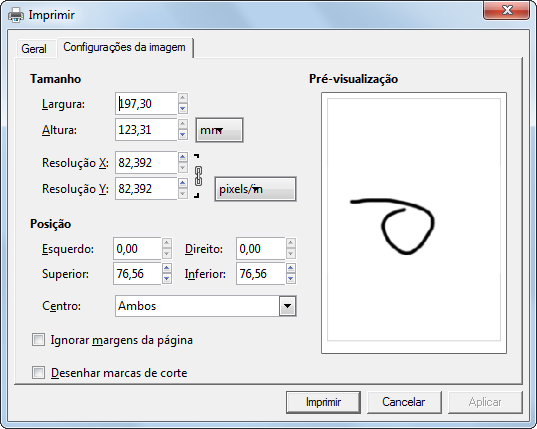 Imprimir
Geral Configurações da imagem
Tamanho
Largura: 197,30
Altura: 123,31 mm
Resolução X: 82,392
Resolução Y: 82,392 pixels/in
Posição
Esquerdo: 0,00 Direito: 0,00
Superior: 76,56 Inferior: 76,56
Centro: Ambos
Ignorar margens da página
Desenhar marcas de corte
Pré-visualização
Imprimir Cancelar Aplicar